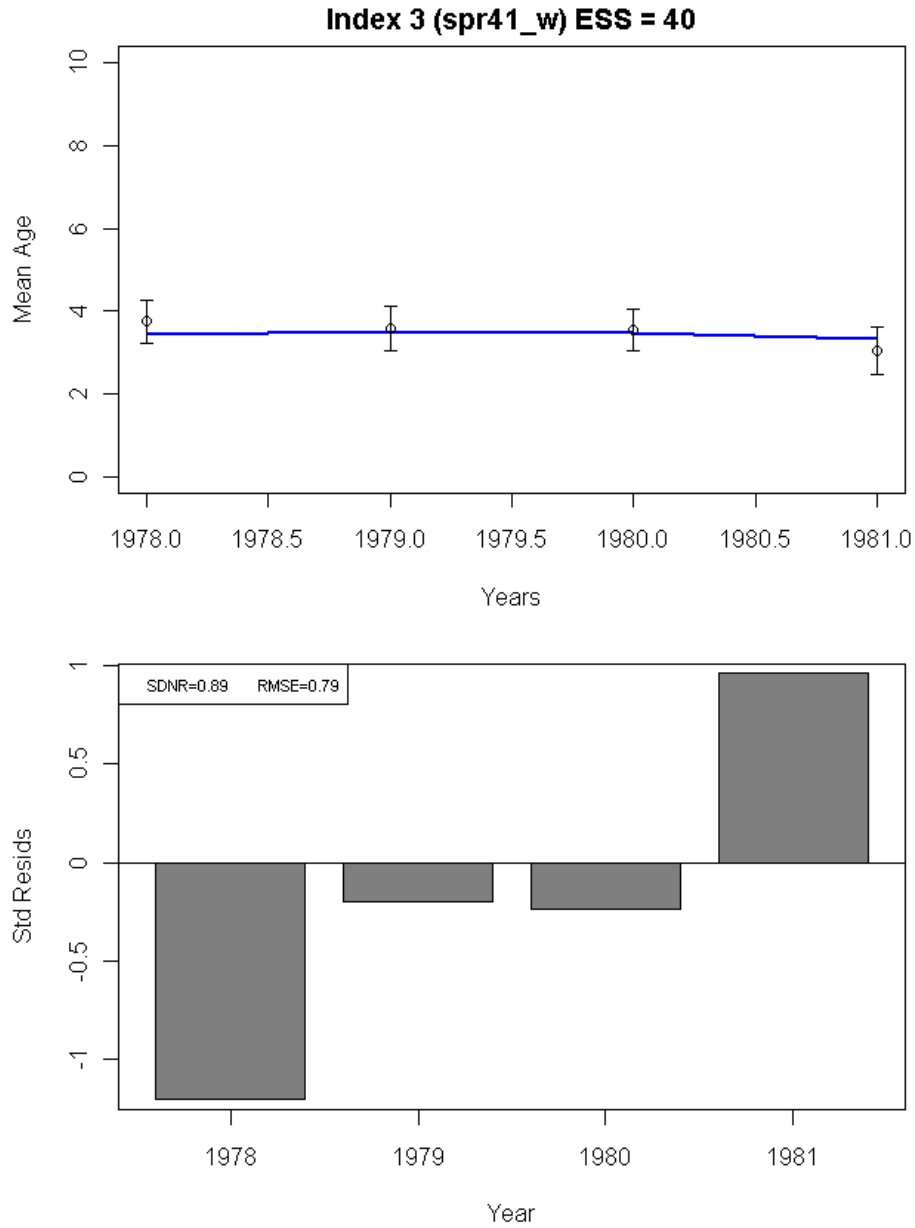 Index 3 (spr41_w) ESS = 40
10
8
6
4
2
0
Mean Age
1978.0 1978.5 1979.0 1979.5 1980.0 1980.5 1981.0
Years
SDNR=0.89 RMSE=0.79
1
0.5
0
-0.5
-1
Std Resids
1978 1979 1980 1981
Year